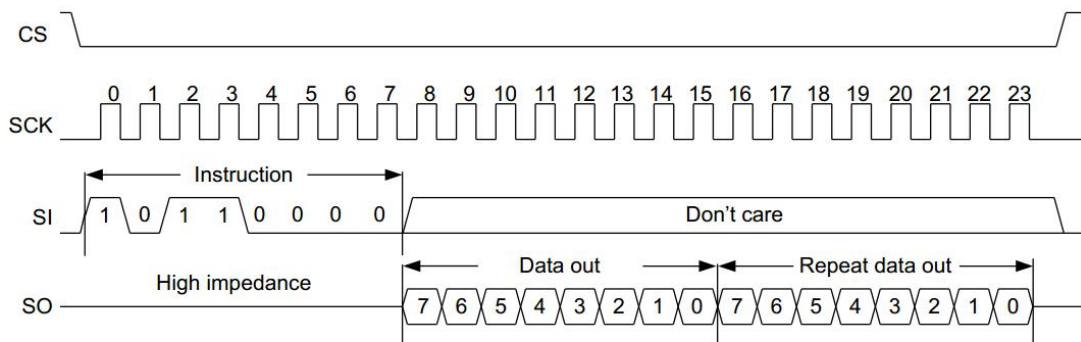 CS
0 1 2 3 4 5 6 7 8 9 10 11 12 13 14 15 16 17 18 19 20 21 22 23
SCK
Instruction
SI 1 0 1 1 0 0 0 0 Don't care
High impedance Data out Repeat data out
SO 7 6 5 4 3 2 1 0 7 6 5 4 3 2 1 0